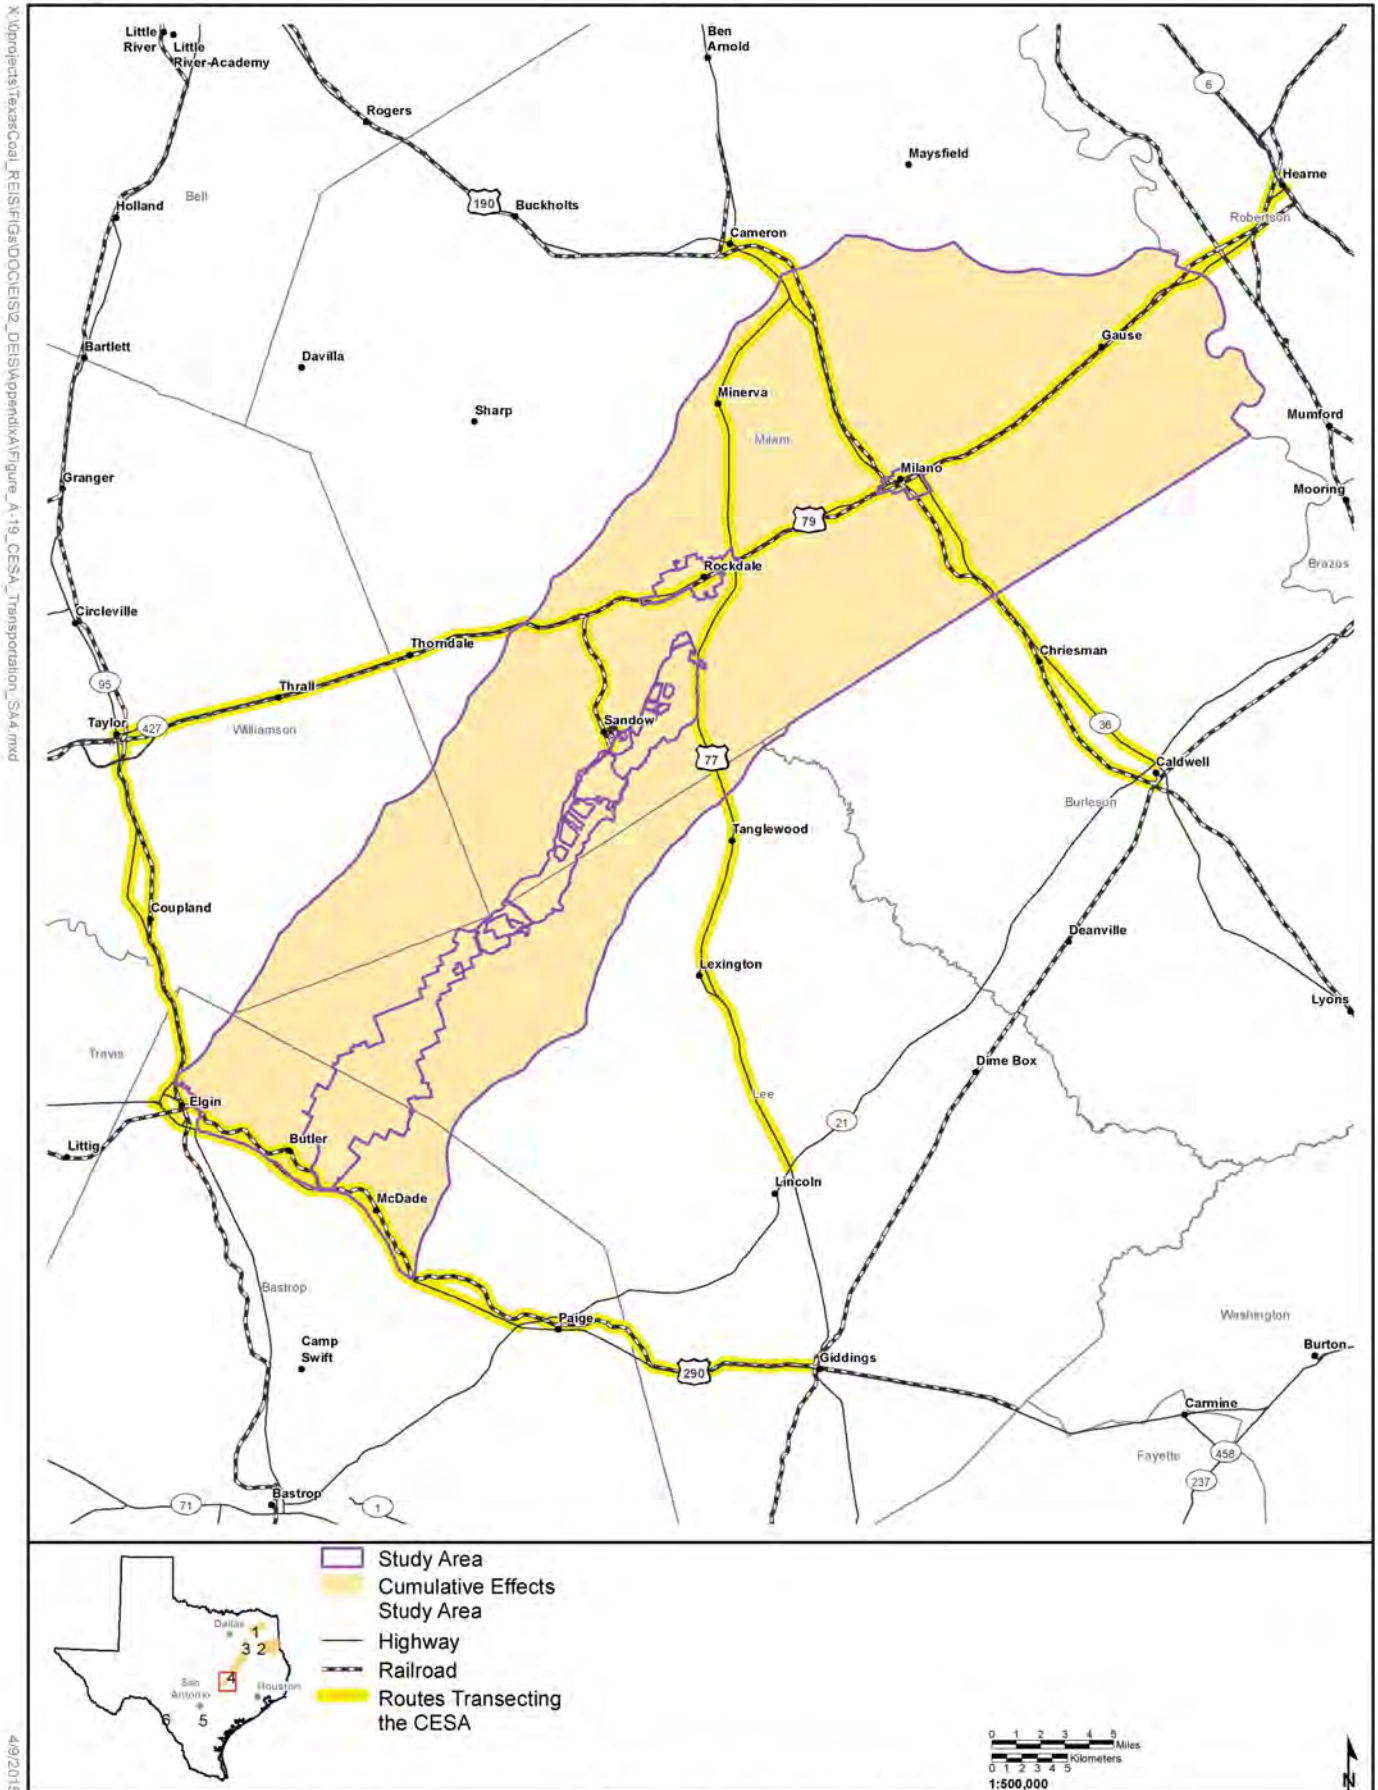 X:\0projects\TexasCoal_REIS\FIGs\DOC\EIS\2_DEIS\AppendixA\Figure_A-19_CESA_Transportation_SA4.mxd
Little
River
Little
River-Academy
Ben
Arnold
6
Rogers
Maysfield
Hearne
Bell
Holland
190
Buckholts
Robertson
Cameron
Bartlett
Davilla
Gause
Minerva
Sharp
Mumford
Milam
Milano
Granger
Mooring
79
Rockdale
Brazos
Circleville
Thorndale
Chriesman
95
Thrall
Taylor
427
Sandow
36
Williamson
77
Caldwell
Burleson
Tanglewood
Coupland
Deanville
Lexington
Lyons
Travis
Dime Box
Lee
Elgin
21
Littig
Butler
Lincoln
McDade
Bastrop
Washington
Paige
Camp
Swift
Burton
Giddings
290
Carmine
Fayette
458
237
Bastrop
71
1
Study Area
Cumulative Effects
Study Area
Highway
Railroad
Routes Transecting
the CESA
Dallas
1
3 2
4
San
Antonio
Houston
6
5
0 1 2 3 4 5
Miles
Kilometers
0 1 2 3 4 5
1:500,000
N